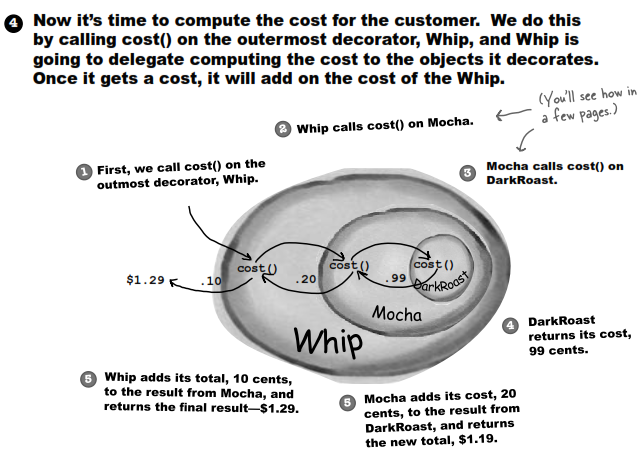 4 Now it's time to compute the cost for the customer. We do this
by calling cost() on the outermost decorator, Whip, and Whip is
going to delegate computing the cost to the objects it decorates.
Once it gets a cost, it will add on the cost of the Whip.
(You'll see how in
a few pages.)
2 Whip calls cost() on Mocha.
1 First, we call cost() on the
outmost decorator, Whip.
3 Mocha calls cost() on
DarkRoast.
$1.29 .10 cost() .20 cost() .99 cost()
DarkRoast
Mocha
Whip
4 DarkRoast
returns its cost,
99 cents.
5 Whip adds its total, 10 cents,
to the result from Mocha, and
returns the final result—$1.29.
5 Mocha adds its cost, 20
cents, to the result from
DarkRoast, and returns
the new total, $1.19.